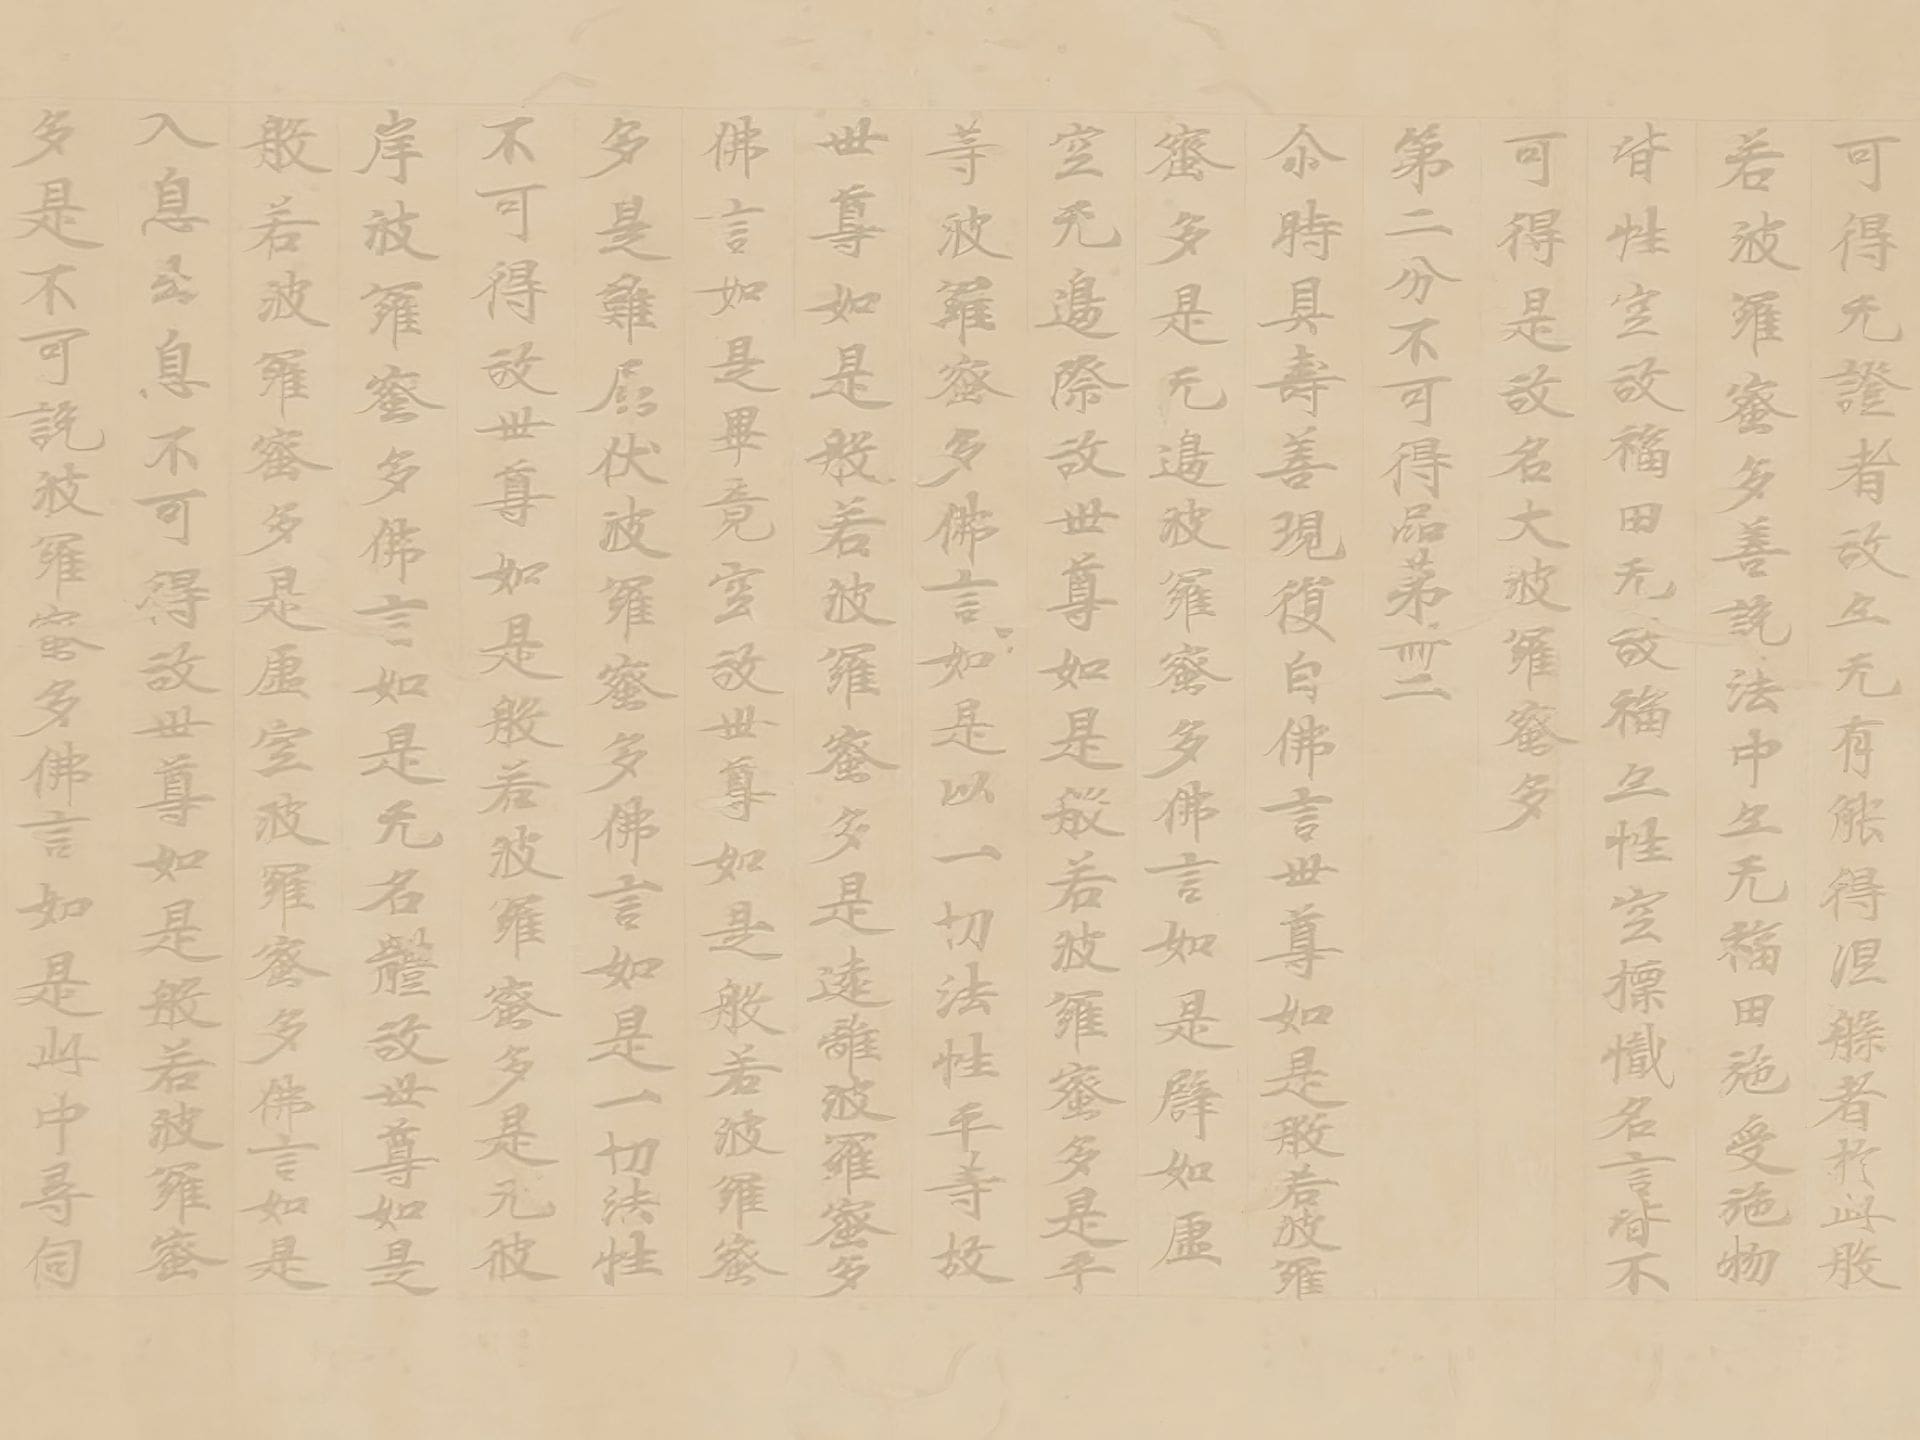 可得无證者故亦无有能得涅槃者於此般
若波羅蜜多善說法中亦无福田施受施物
皆性空故福田无故福亦性空摽幟名言皆不
可得是故名大波羅蜜多
第二分不可得品第卌二
尒時具壽善現復白佛言世尊如是般若波羅
蜜多是无邊波羅蜜多佛言如是辟如虛
空无邊際故世尊如是般若波羅蜜多是平
等波羅蜜多佛言如是以一切法性平等故
世尊如是般若波羅蜜多是遠離波羅蜜多
佛言如是畢竟空故世尊如是般若波羅蜜
多是難屈伏波羅蜜多佛言如是一切法性
不可得故世尊如是般若波羅蜜多是无彼
岸波羅蜜多佛言如是无名體故世尊如是
般若波羅蜜多是虛空波羅蜜多佛言如是
入息出息不可得故世尊如是般若波羅蜜
多是不可說波羅蜜多佛言如是此中尋伺